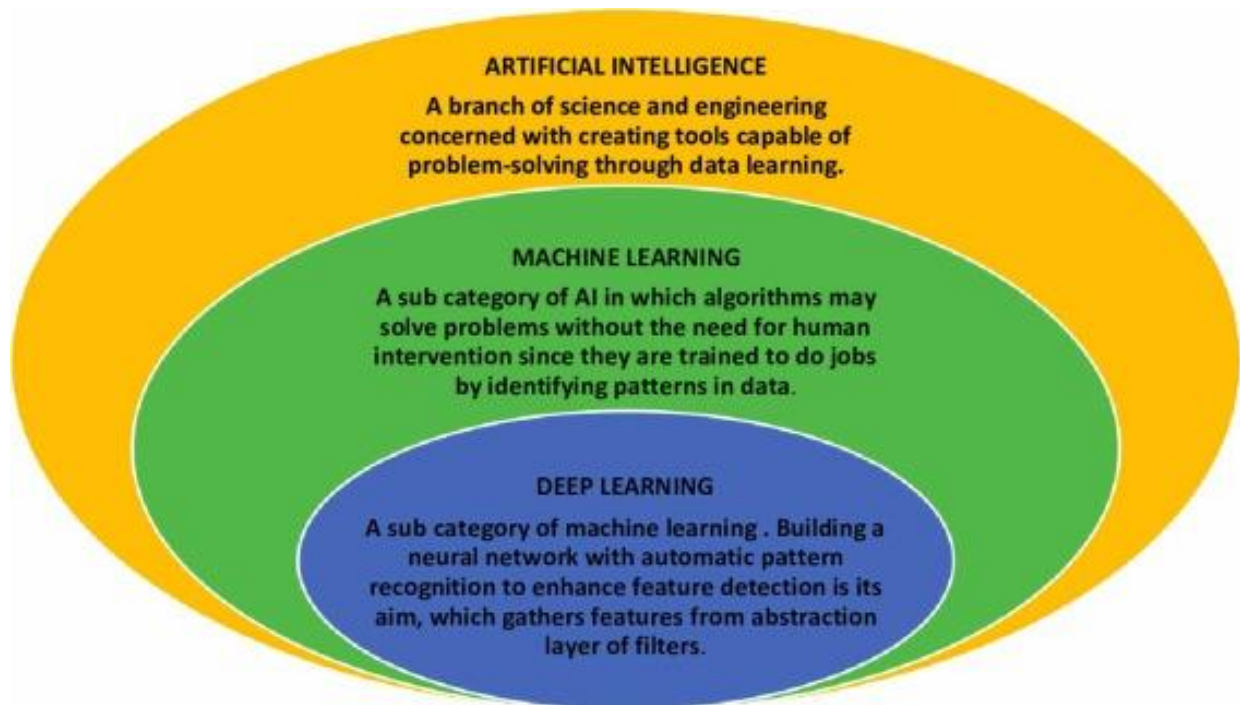 ARTIFICIAL INTELLIGENCE
A branch of science and engineering
concerned with creating tools capable of
problem-solving through data learning.
MACHINE LEARNING
A sub category of AI in which algorithms may
solve problems without the need for human
intervention since they are trained to do jobs
by identifying patterns in data.
DEEP LEARNING
A sub category of machine learning . Building a
neural network with automatic pattern
recognition to enhance feature detection is its
aim, which gathers features from abstraction
layer of filters.